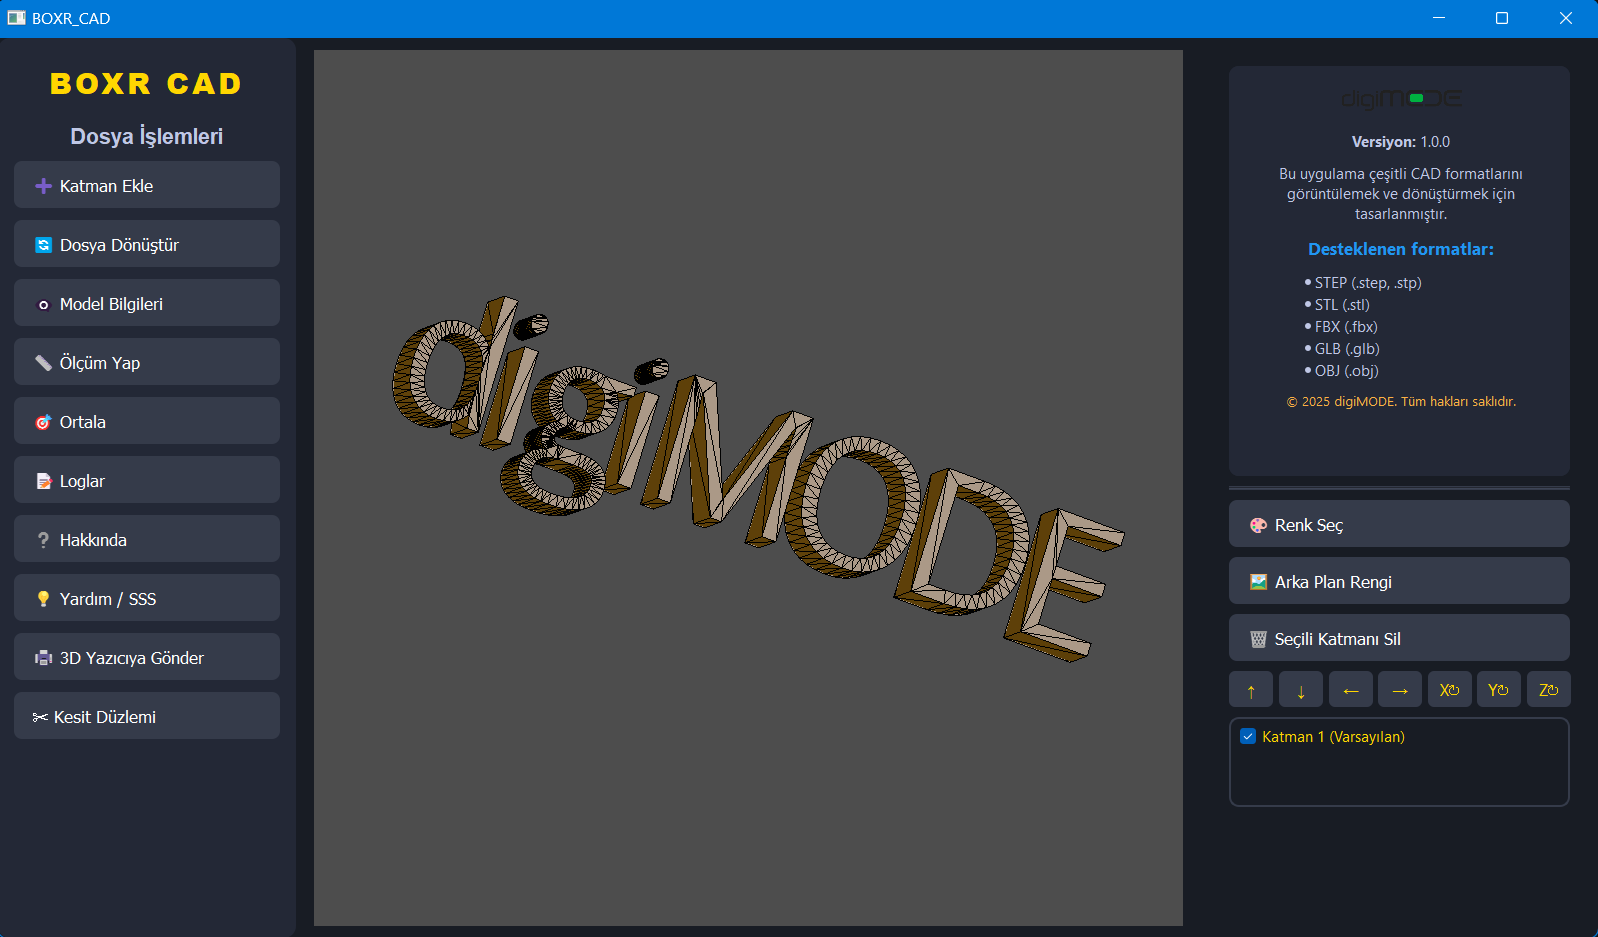 BOXR_CAD
BOXR CAD
Dosya İşlemleri
Katman Ekle
Dosya Dönüştür
Model Bilgileri
Ölçüm Yap
Ortala
Loglar
Hakkında
Yardım / SSS
3D Yazıcıya Gönder
Kesit Düzlemi
digiMODE
digiMODE
Versiyon: 1.0.0
Bu uygulama çeşitli CAD formatlarını
görüntülemek ve dönüştürmek için
tasarlanmıştır.
Desteklenen formatlar:
• STEP (.step, .stp)
• STL (.stl)
• FBX (.fbx)
• GLB (.glb)
• OBJ (.obj)
© 2025 digiMODE. Tüm hakları saklıdır.
Renk Seç
Arka Plan Rengi
Seçili Katmanı Sil
↑ ↓ ← → X↻ Y↻ Z↻
Katman 1 (Varsayılan)